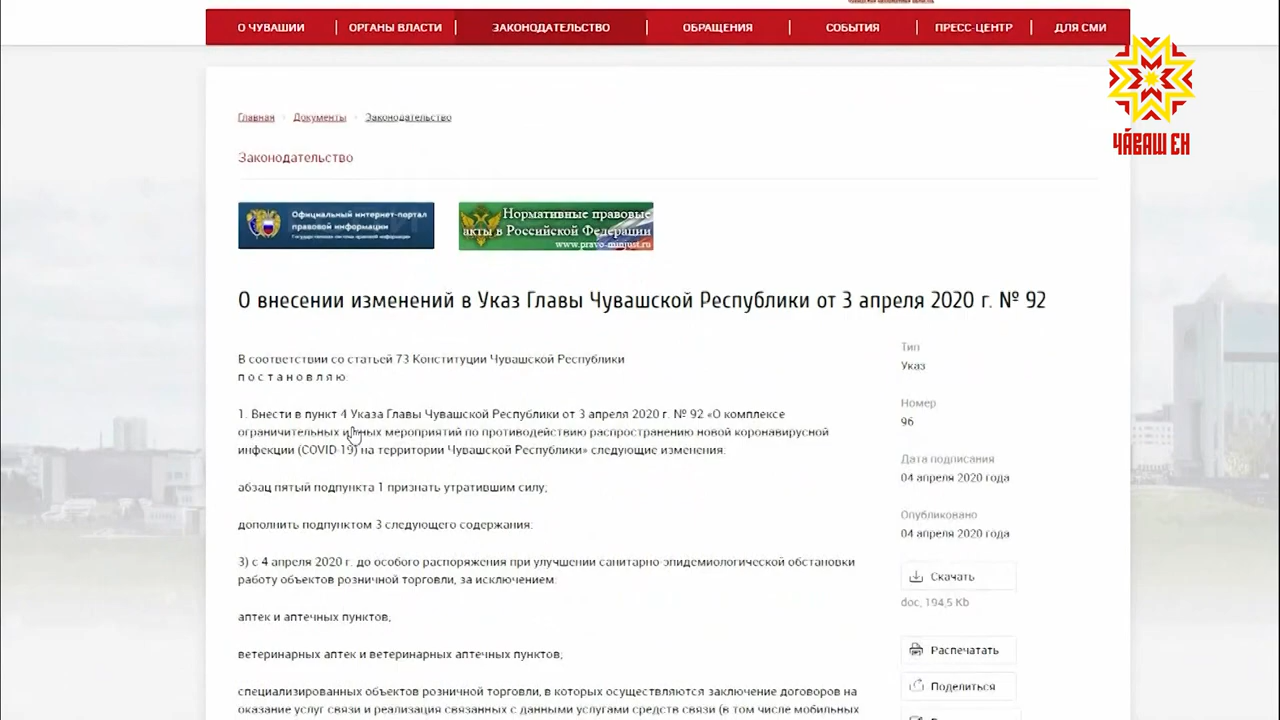 О ЧУВАШИИ
ОРГАНЫ ВЛАСТИ
ЗАКОНОДАТЕЛЬСТВО
ОБРАЩЕНИЯ
СОБЫТИЯ
ПРЕСС-ЦЕНТР
ДЛЯ СМИ
ЧӐВАШ ЕН
Главная
Документы
Законодательство
Законодательство
Официальный интернет-портал
правовой информации
Государственная система правовой информации
Нормативные правовые
акты в Российской Федерации
www.pravo-minjust.ru
О внесении изменений в Указ Главы Чувашской Республики от 3 апреля 2020 г. № 92
В соответствии со статьей 73 Конституции Чувашской Республики
п о с т а н о в л я ю:
1. Внести в пункт 4 Указа Главы Чувашской Республики от 3 апреля 2020 г. № 92 «О комплексе
ограничительных и иных мероприятий по противодействию распространению новой коронавирусной
инфекции (COVID-19) на территории Чувашской Республики» следующие изменения:
абзац пятый подпункта 1 признать утратившим силу;
дополнить подпунктом 3 следующего содержания:
3) с 4 апреля 2020 г. до особого распоряжения при улучшении санитарно-эпидемиологической обстановки
работу объектов розничной торговли, за исключением:
аптек и аптечных пунктов;
ветеринарных аптек и ветеринарных аптечных пунктов;
специализированных объектов розничной торговли, в которых осуществляются заключение договоров на
оказание услуг связи и реализация связанных с данными услугами средств связи (в том числе мобильных
Тип
Указ
Номер
96
Дата подписания
04 апреля 2020 года
Опубликовано
04 апреля 2020 года
Скачать
doc, 194,5 Kb
Распечатать
Поделиться